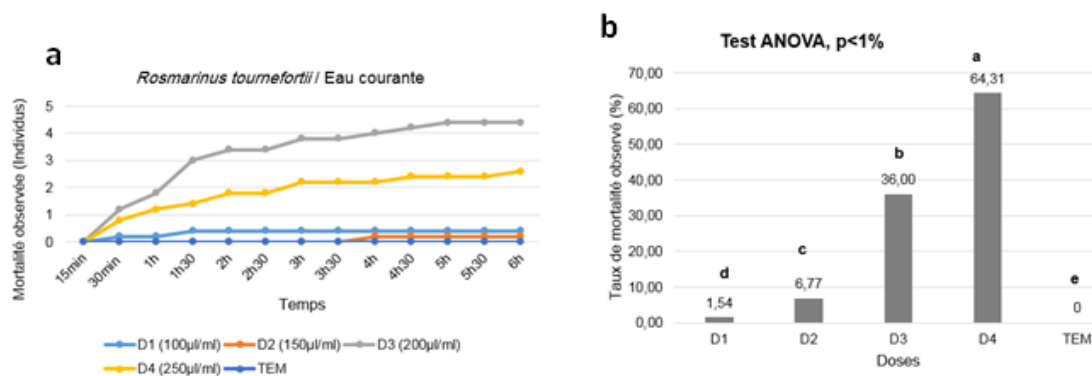 a
Rosmarinus tournefortii / Eau courante
Mortalité observée (Individus)
5
4
3
2
1
0
15min
30min
1h
1h30
2h
2h30
3h
3h30
4h
4h30
5h
5h30
6h
Temps
D1 (100µl/ml)
D2 (150µl/ml)
D3 (200µl/ml)
D4 (250µl/ml)
TEM
b
Test ANOVA, p<1%
Taux de mortalité observé (%)
70,00
60,00
50,00
40,00
30,00
20,00
10,00
0,00
d
1,54
c
6,77
b
36,00
a
64,31
e
0
D1
D2
D3
D4
TEM
Doses